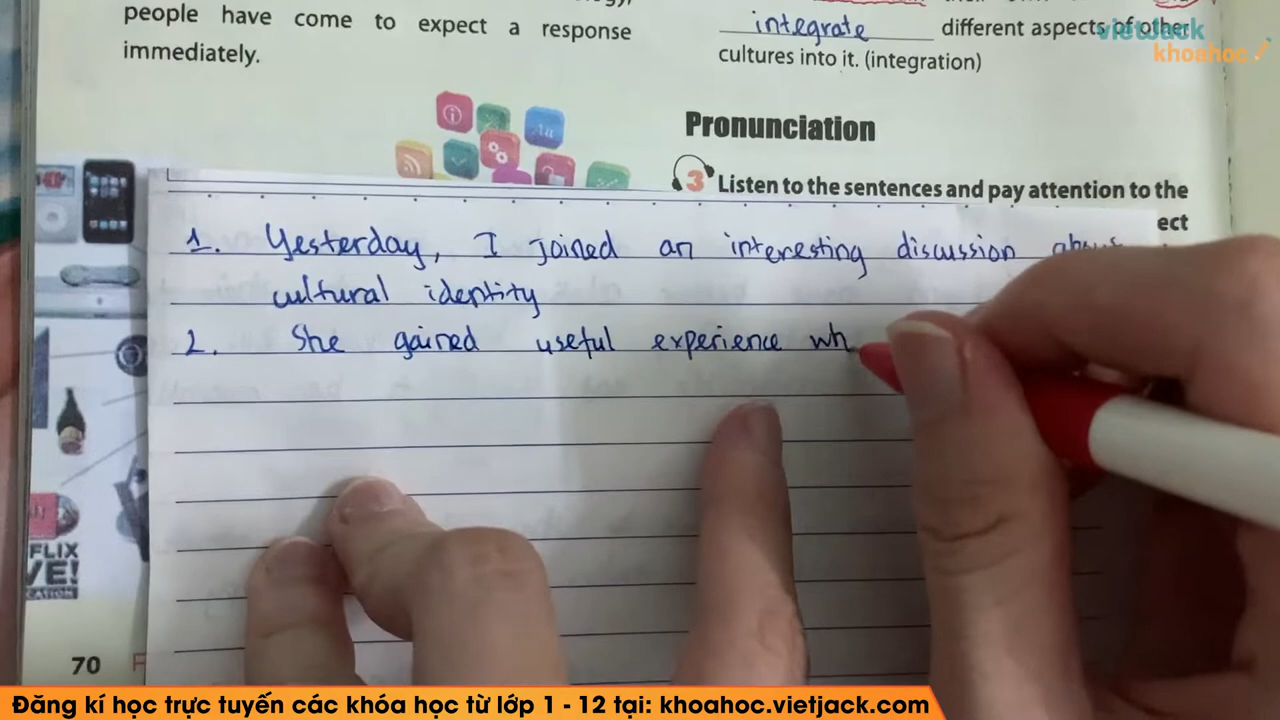 people have come to expect a response
immediately.
integrate different aspects of other
cultures into it. (integration)
vietjack
khoahoc
Pronunciation
3 Listen to the sentences and pay attention to the
ect
1. Yesterday, I joined an interesting discussion about
cultural identity
2. She gained useful experience wh
FLIX
VE!
70
Đăng kí học trực tuyến các khóa học từ lớp 1 - 12 tại: khoahoc.vietjack.com